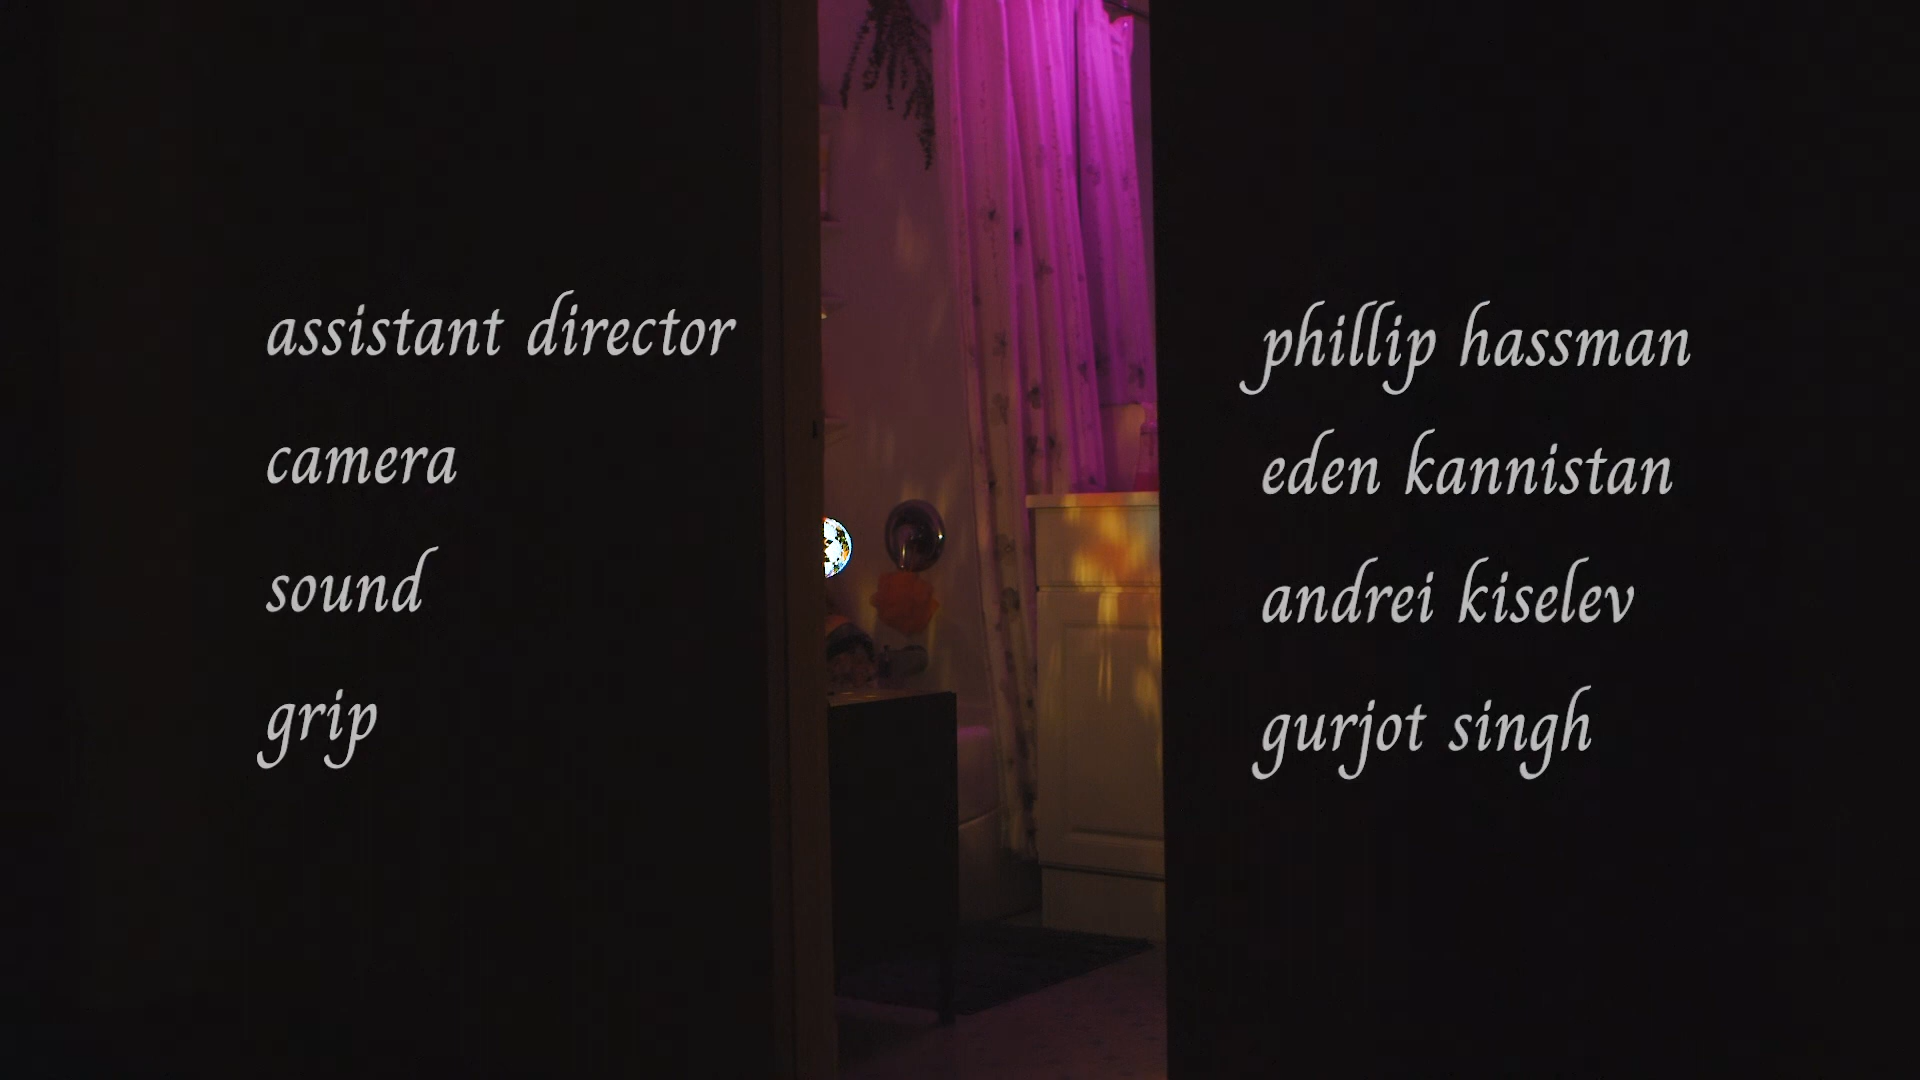 assistant director
phillip hassman
camera
eden kannistan
sound
andrei kiselev
grip
gurjot singh